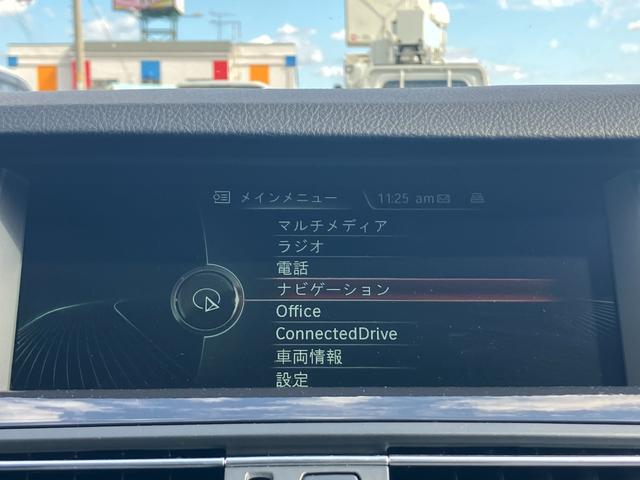 メインメニュー 11:25 am
マルチメディア
ラジオ
電話
ナビゲーション
Office
ConnectedDrive
車両情報
設定